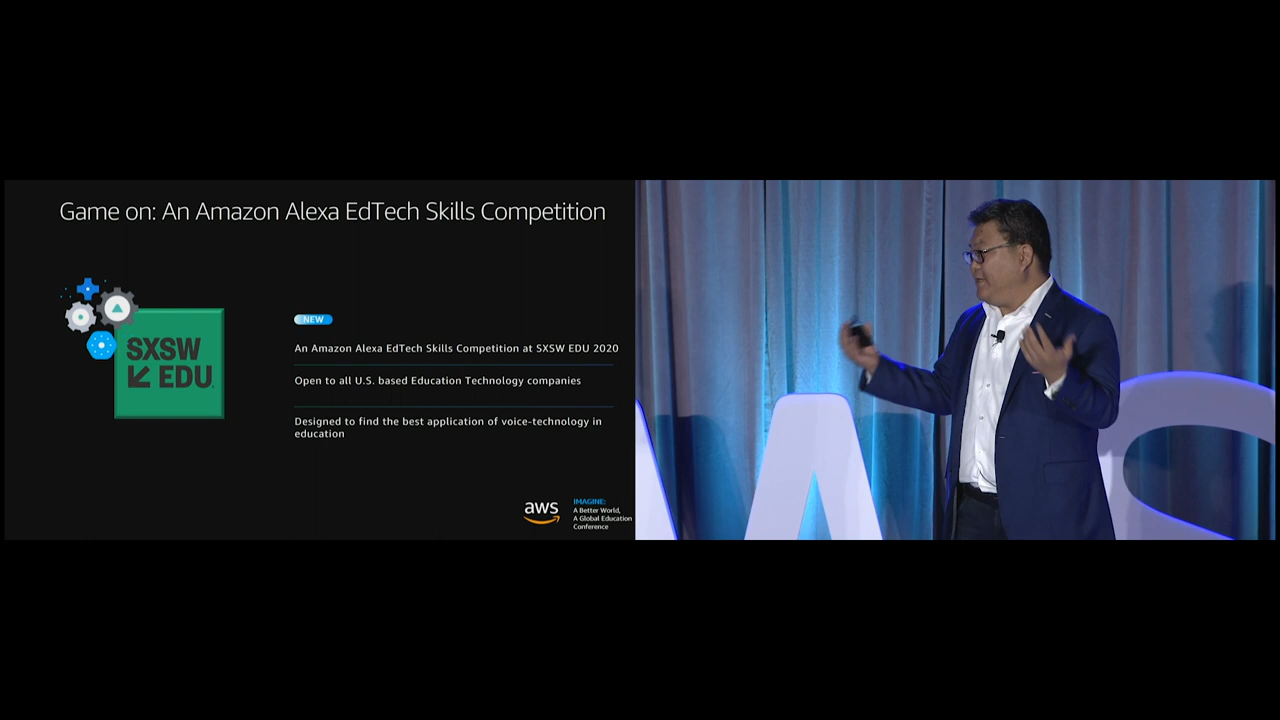 Game on: An Amazon Alexa EdTech Skills Competition
SXSW
EDU
NEW
An Amazon Alexa EdTech Skills Competition at SXSW EDU 2020
Open to all U.S. based Education Technology companies
Designed to find the best application of voice-technology in
education
aws
IMAGINE:
A Better World,
A Global Education
Conference